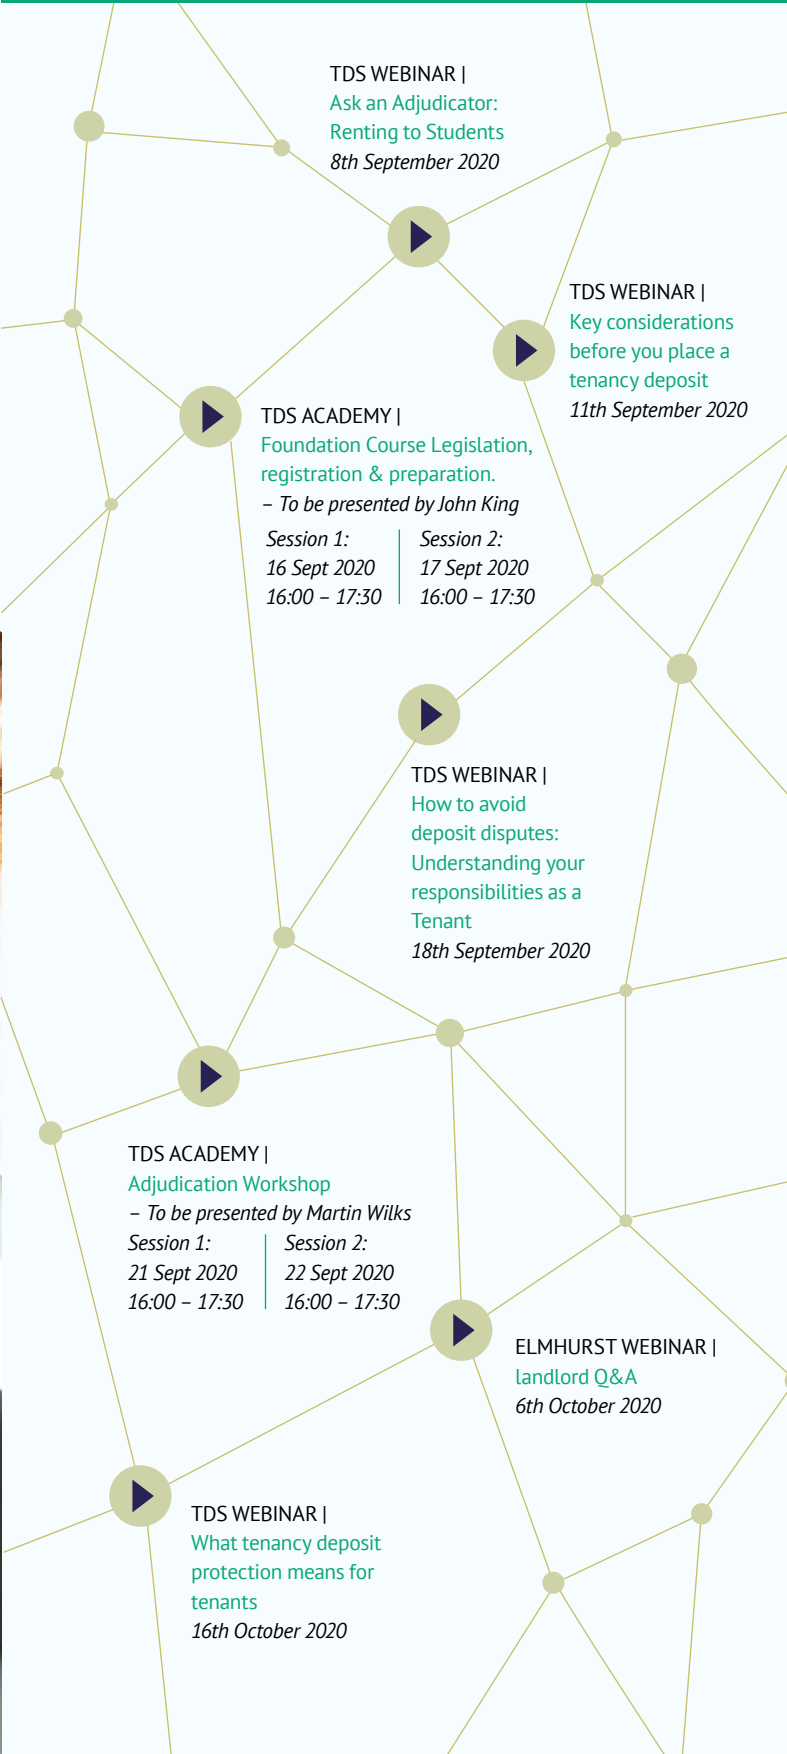 TDS WEBINAR |
Ask an Adjudicator:
Renting to Students
8th September 2020
TDS WEBINAR |
Key considerations
before you place a
tenancy deposit
11th September 2020
TDS ACADEMY |
Foundation Course Legislation,
registration & preparation.
– To be presented by John King
Session 1:
16 Sept 2020
16:00 – 17:30
Session 2:
17 Sept 2020
16:00 – 17:30
TDS WEBINAR |
How to avoid
deposit disputes:
Understanding your
responsibilities as a
Tenant
18th September 2020
TDS ACADEMY |
Adjudication Workshop
– To be presented by Martin Wilks
Session 1:
21 Sept 2020
16:00 – 17:30
Session 2:
22 Sept 2020
16:00 – 17:30
ELMHURST WEBINAR |
landlord Q&A
6th October 2020
TDS WEBINAR |
What tenancy deposit
protection means for
tenants
16th October 2020